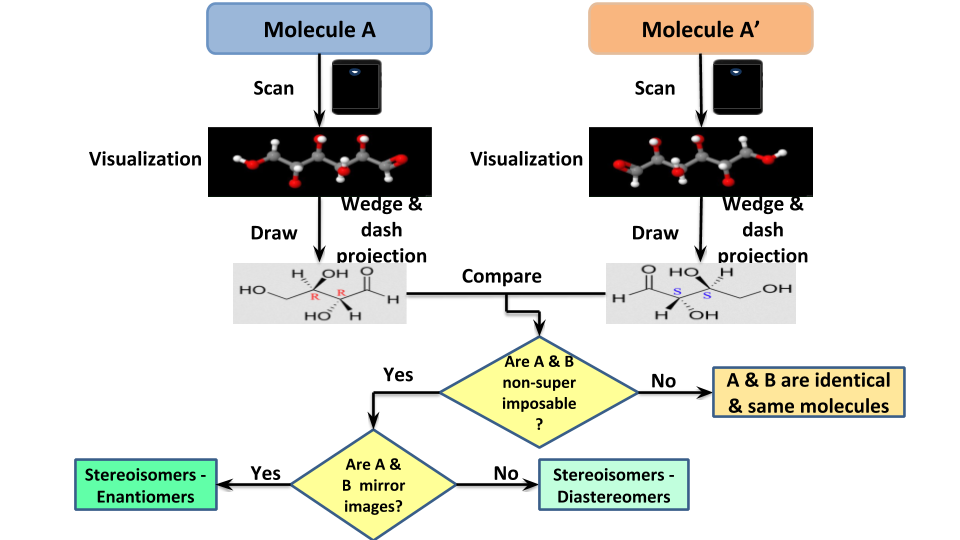 Molecule A
Molecule A’
Scan
Scan
Visualization
Visualization
Wedge &
dash
projection
Draw
Wedge &
dash
projection
Draw
HO
H
OH
R
R
O
H
HO
H
Compare
O
H
S
S
HO
H
OH
H
OH
Are A & B
non-super
imposable
?
Yes
No
A & B are identical
& same molecules
Are A &
B mirror
images?
Yes
No
Stereoisomers -
Enantiomers
Stereoisomers -
Diastereomers